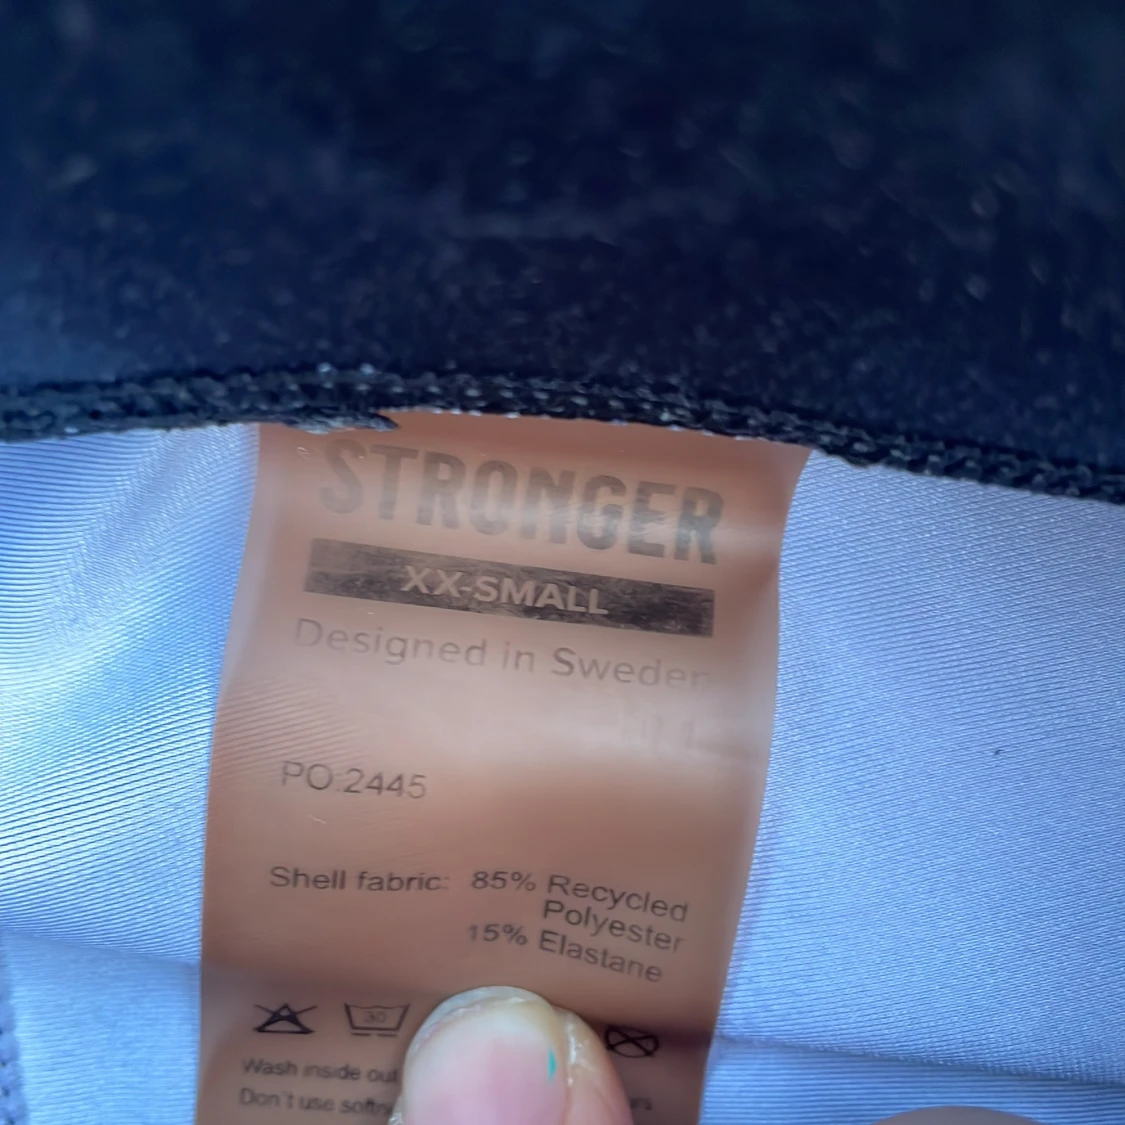 STRONGER
XX-SMALL
Designed in Sweden
PO:2445
Shell fabric: 85% Recycled
Polyester
15% Elastane
30
Wash inside out
Don't use